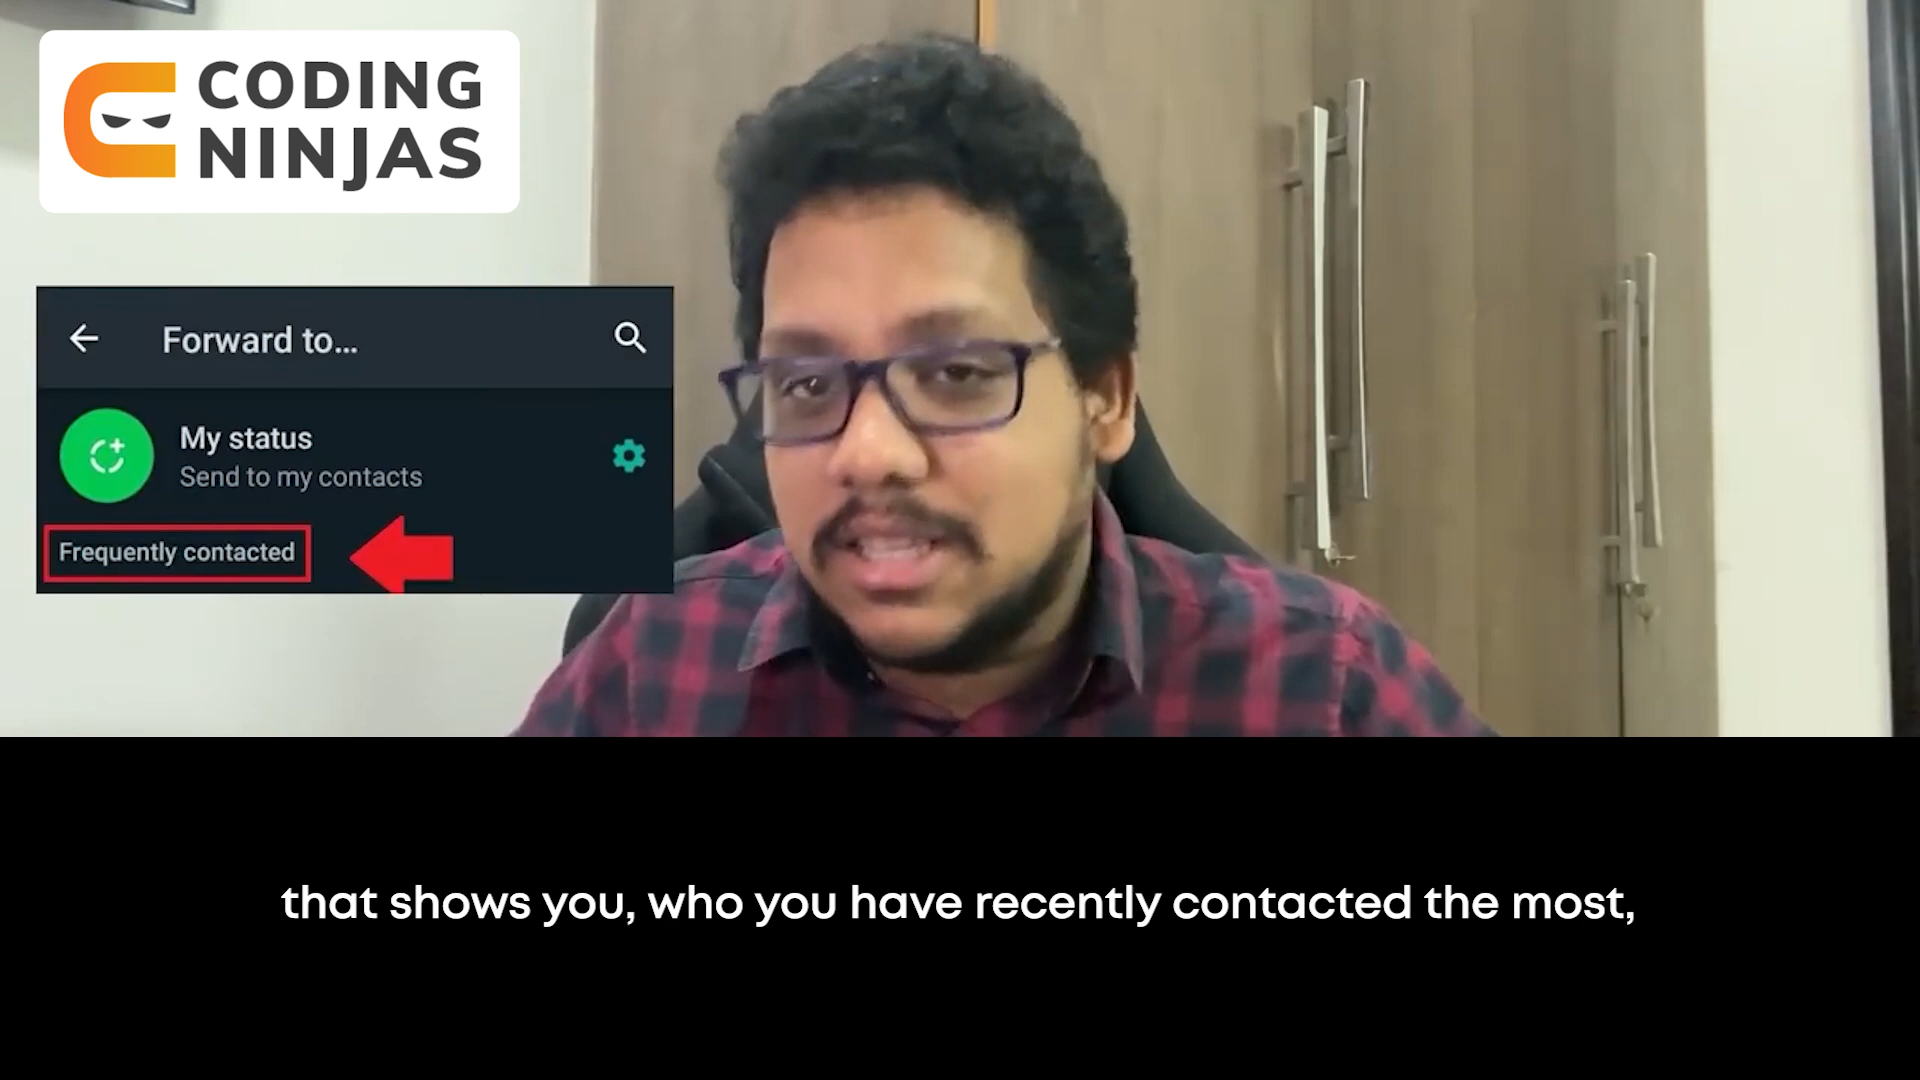 CODING
NINJAS
Forward to...
My status
Send to my contacts
Frequently contacted
that shows you, who you have recently contacted the most,